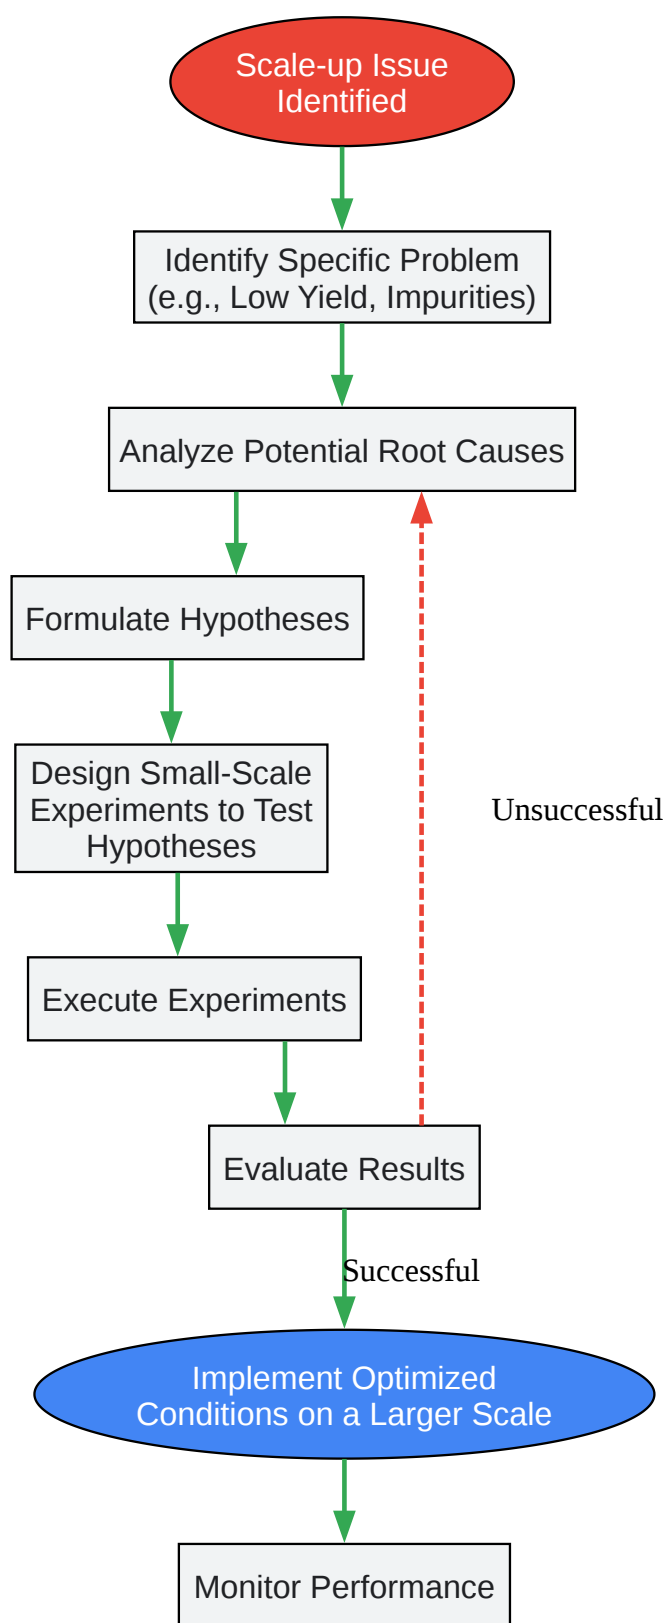 Scale-up Issue
Identified
Identify Specific Problem
(e.g., Low Yield, Impurities)
Analyze Potential Root Causes
Formulate Hypotheses
Design Small-Scale
Experiments to Test
Hypotheses
Unsuccessful
Execute Experiments
Evaluate Results
Successful
Implement Optimized
Conditions on a Larger Scale
Monitor Performance